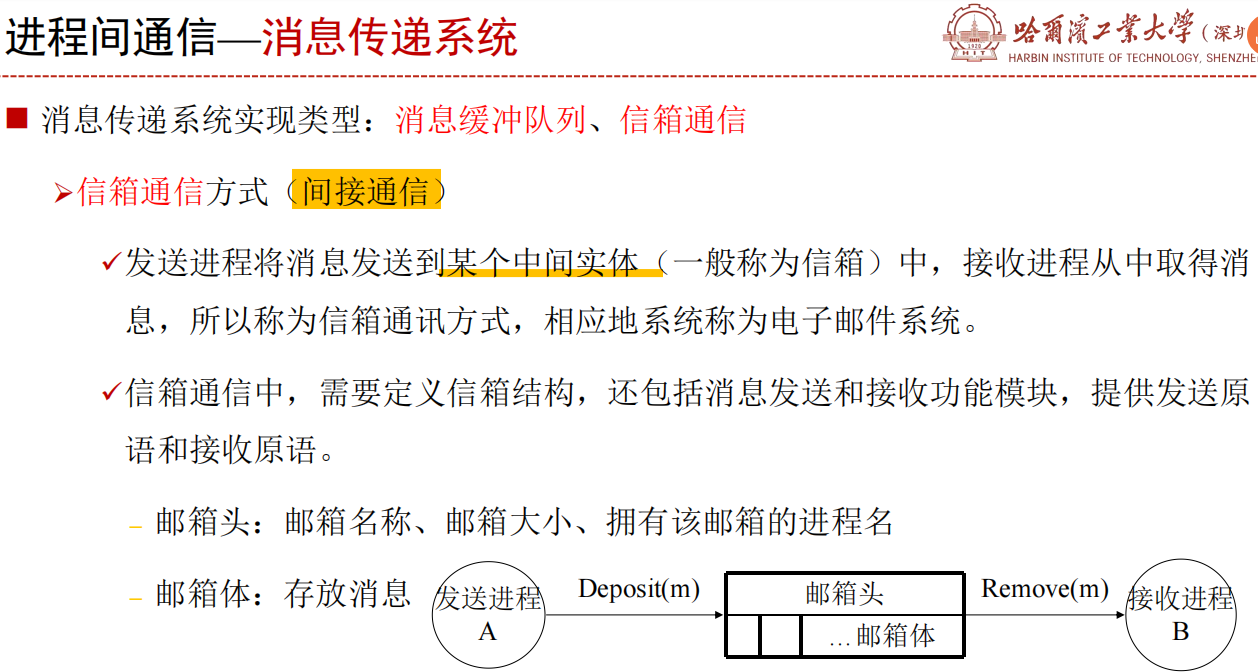 进程间通信—消息传递系统
哈爾濱工業大學（深圳
1920
HIT
HARBIN INSTITUTE OF TECHNOLOGY, SHENZHE
消息传递系统实现类型：消息缓冲队列、信箱通信
信箱通信方式（间接通信）
发送进程将消息发送到某个中间实体（一般称为信箱）中，接收进程从中取得消
息，所以称为信箱通讯方式，相应地系统称为电子邮件系统。
信箱通信中，需要定义信箱结构，还包括消息发送和接收功能模块，提供发送原
语和接收原语。
– 邮箱头：邮箱名称、邮箱大小、拥有该邮箱的进程名
– 邮箱体：存放消息
发送进程
A
Deposit(m)
邮箱头
…邮箱体
Remove(m)
接收进程
B